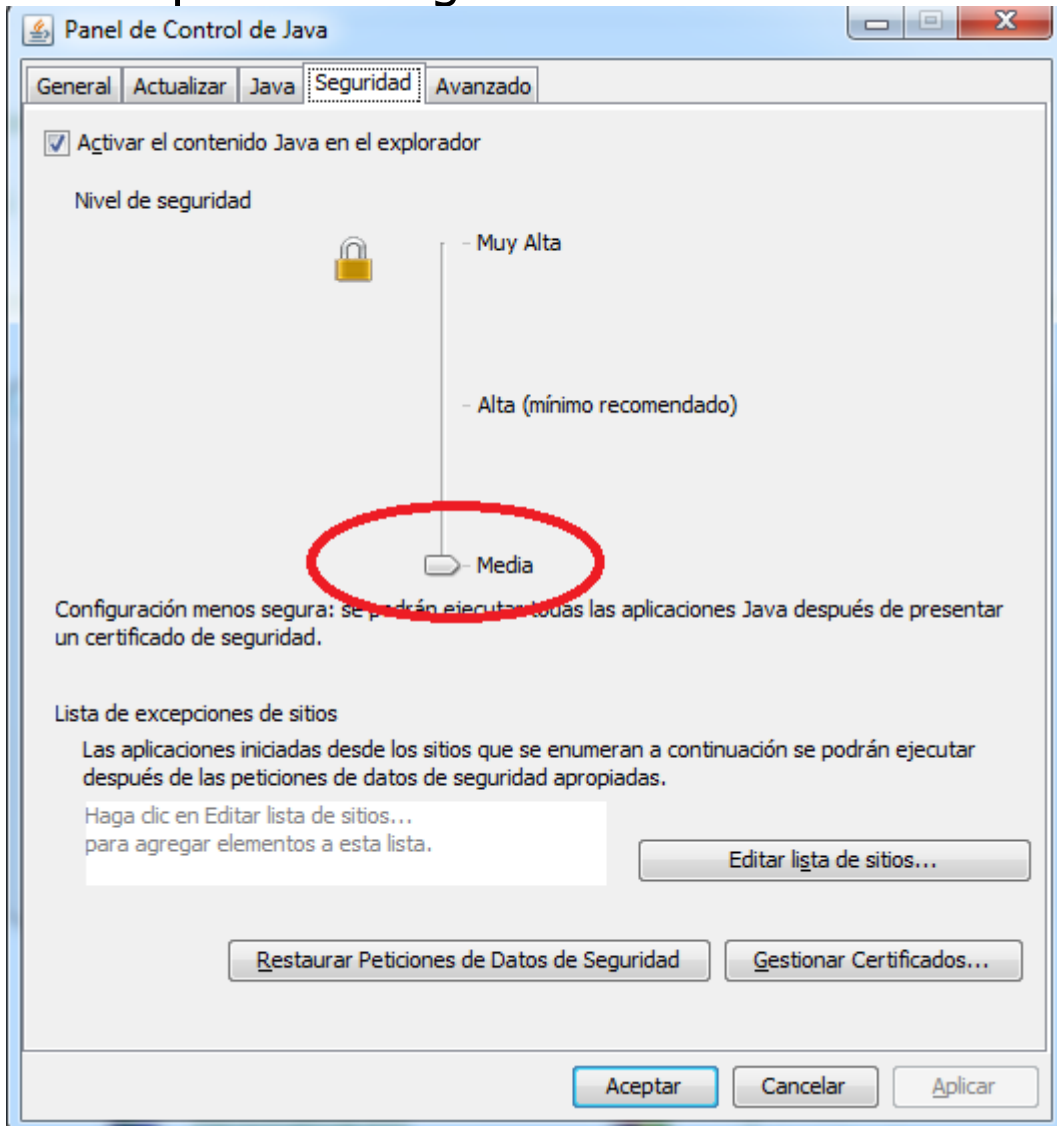 Panel de Control de Java
General Actualizar Java Seguridad Avanzado
Activar el contenido Java en el explorador
Nivel de seguridad
- Muy Alta
- Alta (mínimo recomendado)
- Media
Configuración menos segura: se podrán ejecutar todas las aplicaciones Java después de presentar
un certificado de seguridad.
Lista de excepciones de sitios
Las aplicaciones iniciadas desde los sitios que se enumeran a continuación se podrán ejecutar
después de las peticiones de datos de seguridad apropiadas.
Haga clic en Editar lista de sitios...
para agregar elementos a esta lista.
Editar lista de sitios...
Restaurar Peticiones de Datos de Seguridad Gestionar Certificados...
Aceptar Cancelar Aplicar